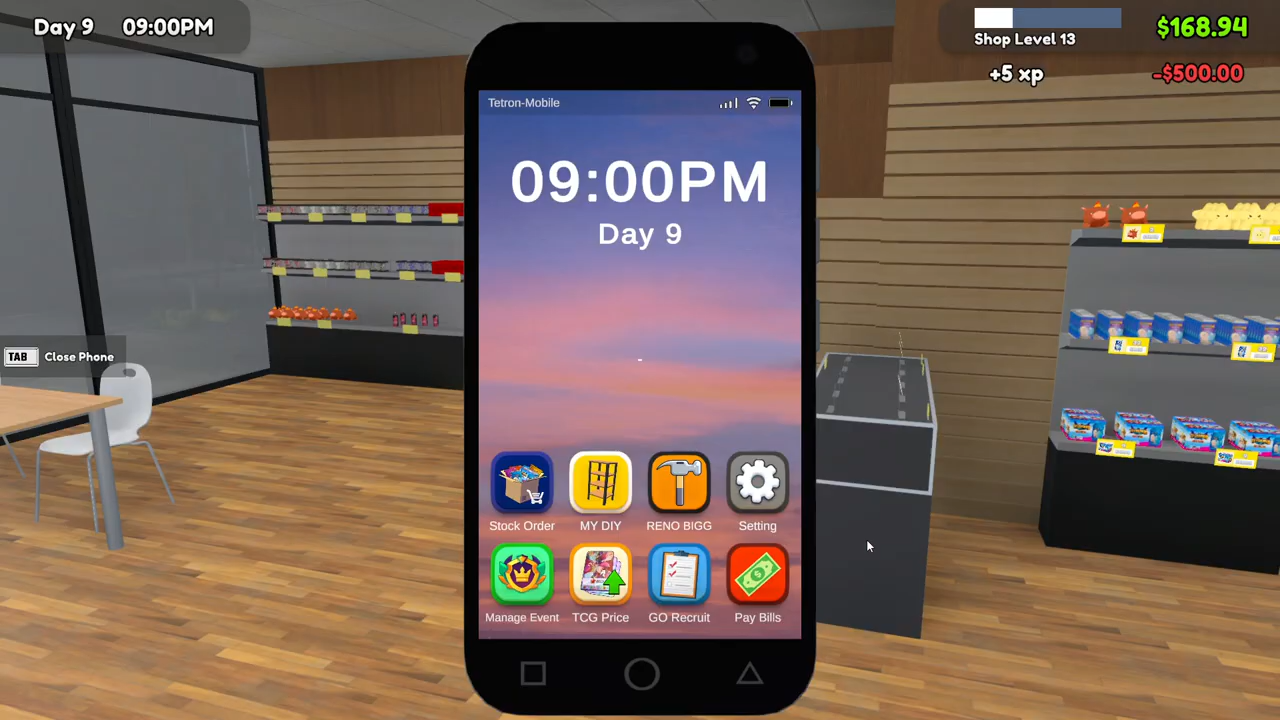 Day 9 09:00PM
Shop Level 13
$168.94
+5 xp
-$500.00
Tetron-Mobile
09:00PM
Day 9
TAB Close Phone
Stock Order
MY DIY
RENO BIGG
Setting
Manage Event
TCG Price
GO Recruit
Pay Bills